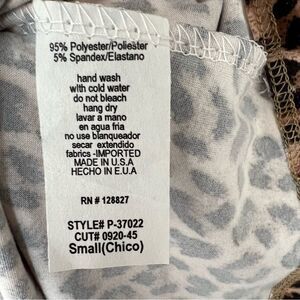 95% Polyester/Poliester
5% Spandex/Elastano
hand wash
with cold water
do not bleach
hang dry
lavar a mano
en agua fria
no use blanqueador
secar extendido
fabrics -IMPORTED
MADE IN U.S.A
HECHO IN E.U.A
RN # 128827
STYLE# P-37022
CUT# 0920-45
Small(Chico)